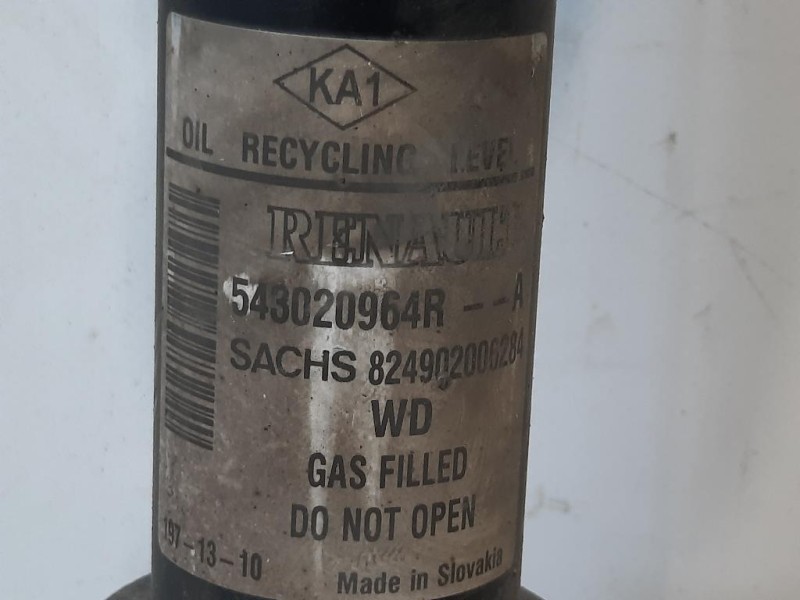 KA1
OIL RECYCLING LEVEL
RENAULT
543020964R --A
SACHS 824902006284
WD
GAS FILLED
DO NOT OPEN
197-13-10
Made in Slovakia